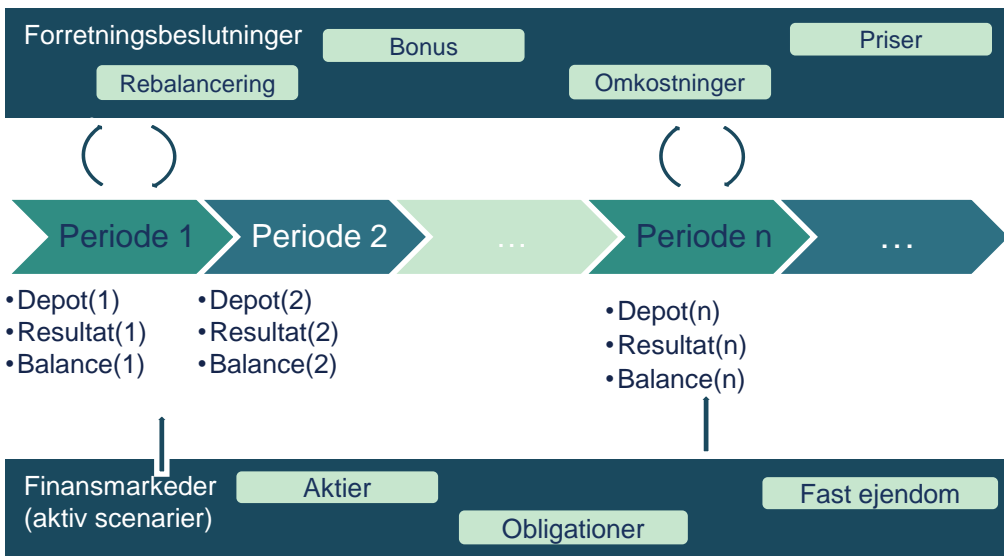 Forretningsbeslutninger
Bonus
Priser
Rebalancering
Omkostninger
Periode 1
Periode 2
...
Periode n
...
•Depot(1)
•Resultat(1)
•Balance(1)
•Depot(2)
•Resultat(2)
•Balance(2)
•Depot(n)
•Resultat(n)
•Balance(n)
Finansmarkeder
(aktiv scenarier)
Aktier
Obligationer
Fast ejendom